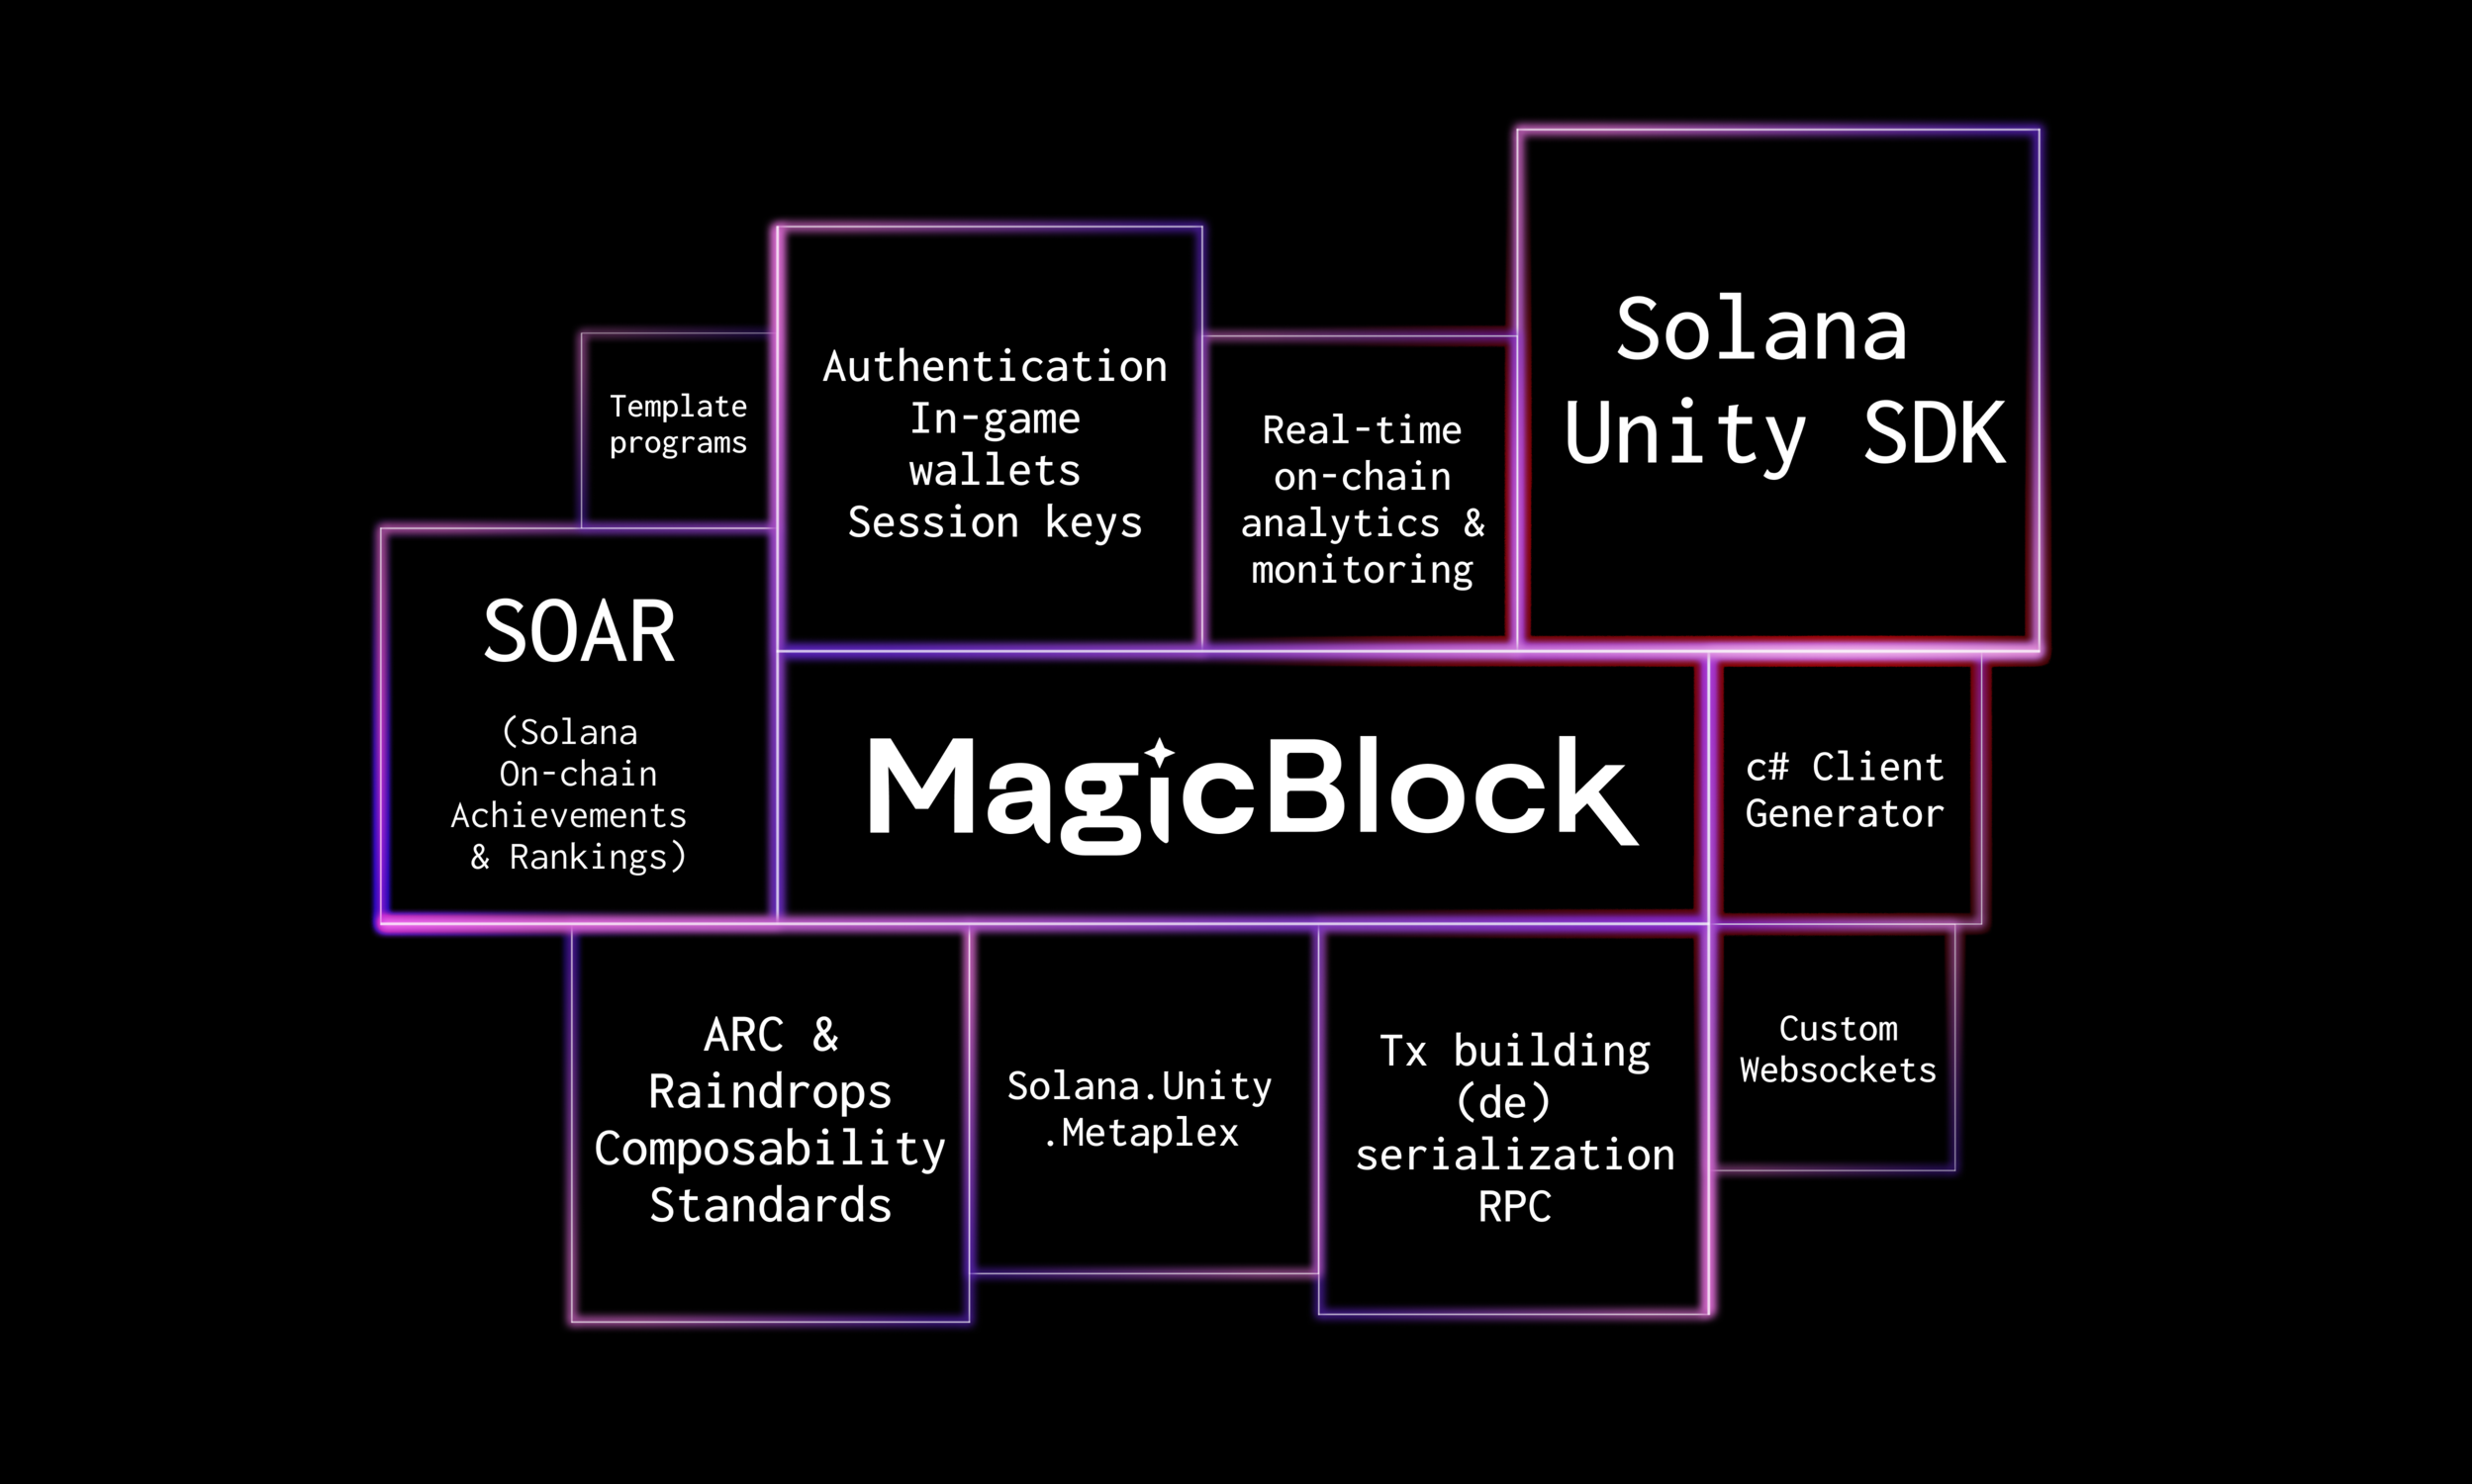 Template
programs
Authentication
In-game
wallets
Session keys
Real-time
on-chain
analytics &
monitoring
Solana
Unity SDK
SOAR
(Solana
On-chain
Achievements
& Rankings)
MagicBlock
c# Client
Generator
ARC &
Raindrops
Composability
Standards
Solana.Unity
.Metaplex
Tx building
(de)
serialization
RPC
Custom
Websockets